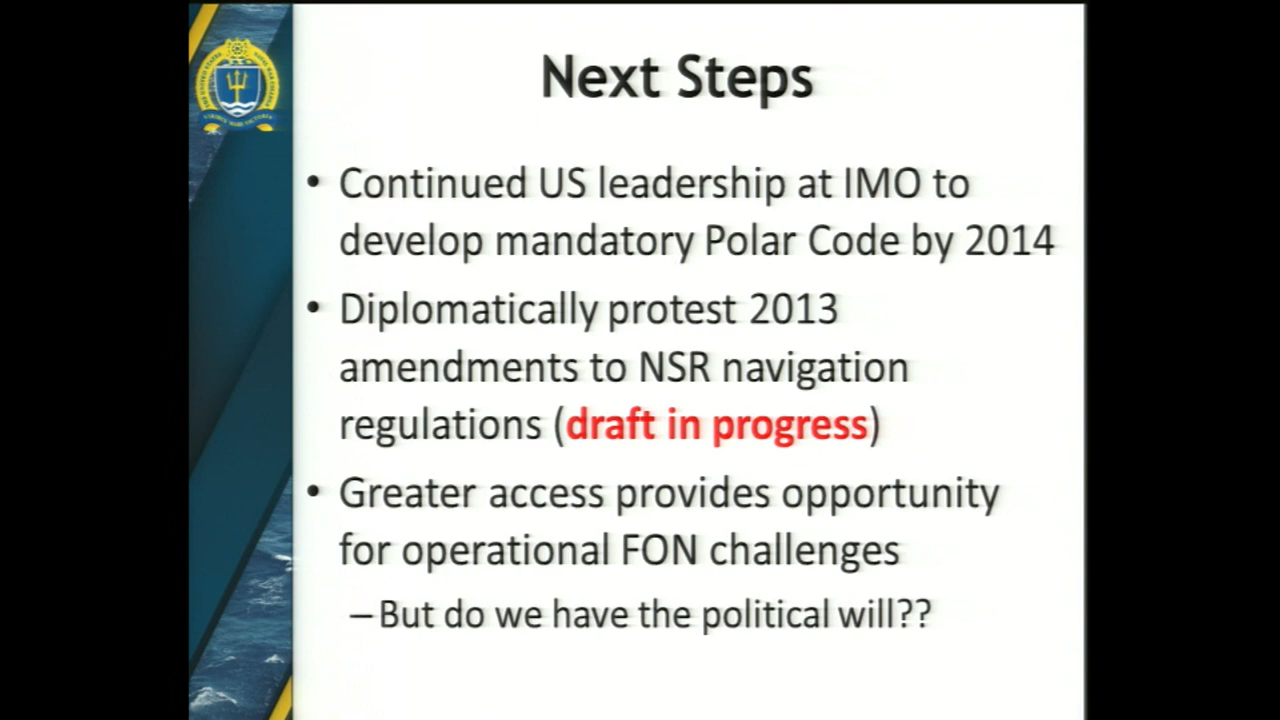 Next Steps
• Continued US leadership at IMO to
develop mandatory Polar Code by 2014
• Diplomatically protest 2013
amendments to NSR navigation
regulations (draft in progress)
• Greater access provides opportunity
for operational FON challenges
– But do we have the political will??